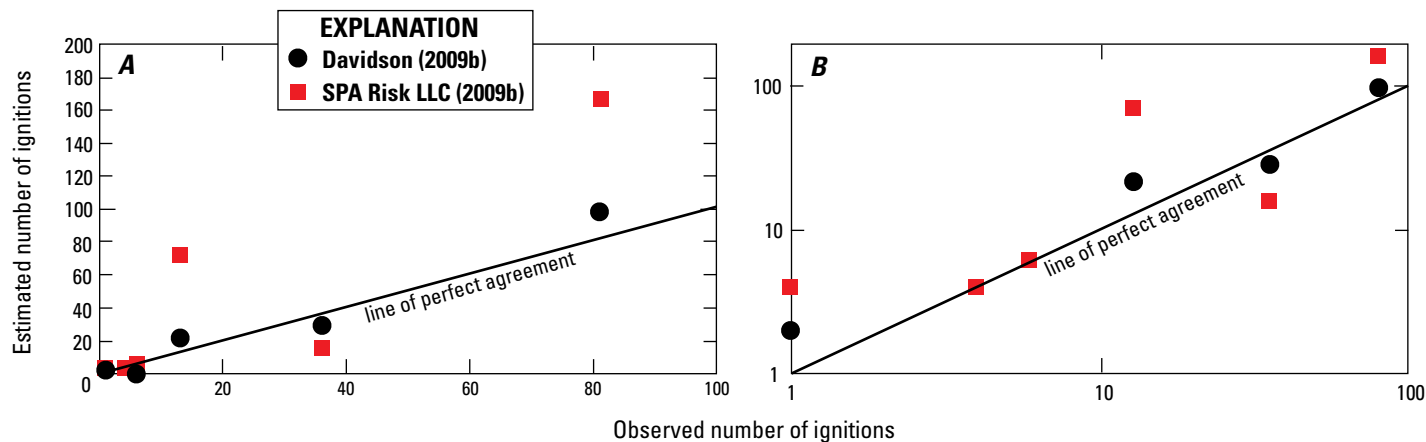 EXPLANATION
Davidson (2009b)
SPA Risk LLC (2009b)
A
Estimated number of ignitions
200
180
160
140
120
100
80
60
40
20
0
20
40
60
80
100
line of perfect agreement
B
100
10
1
1
10
100
line of perfect agreement
Observed number of ignitions